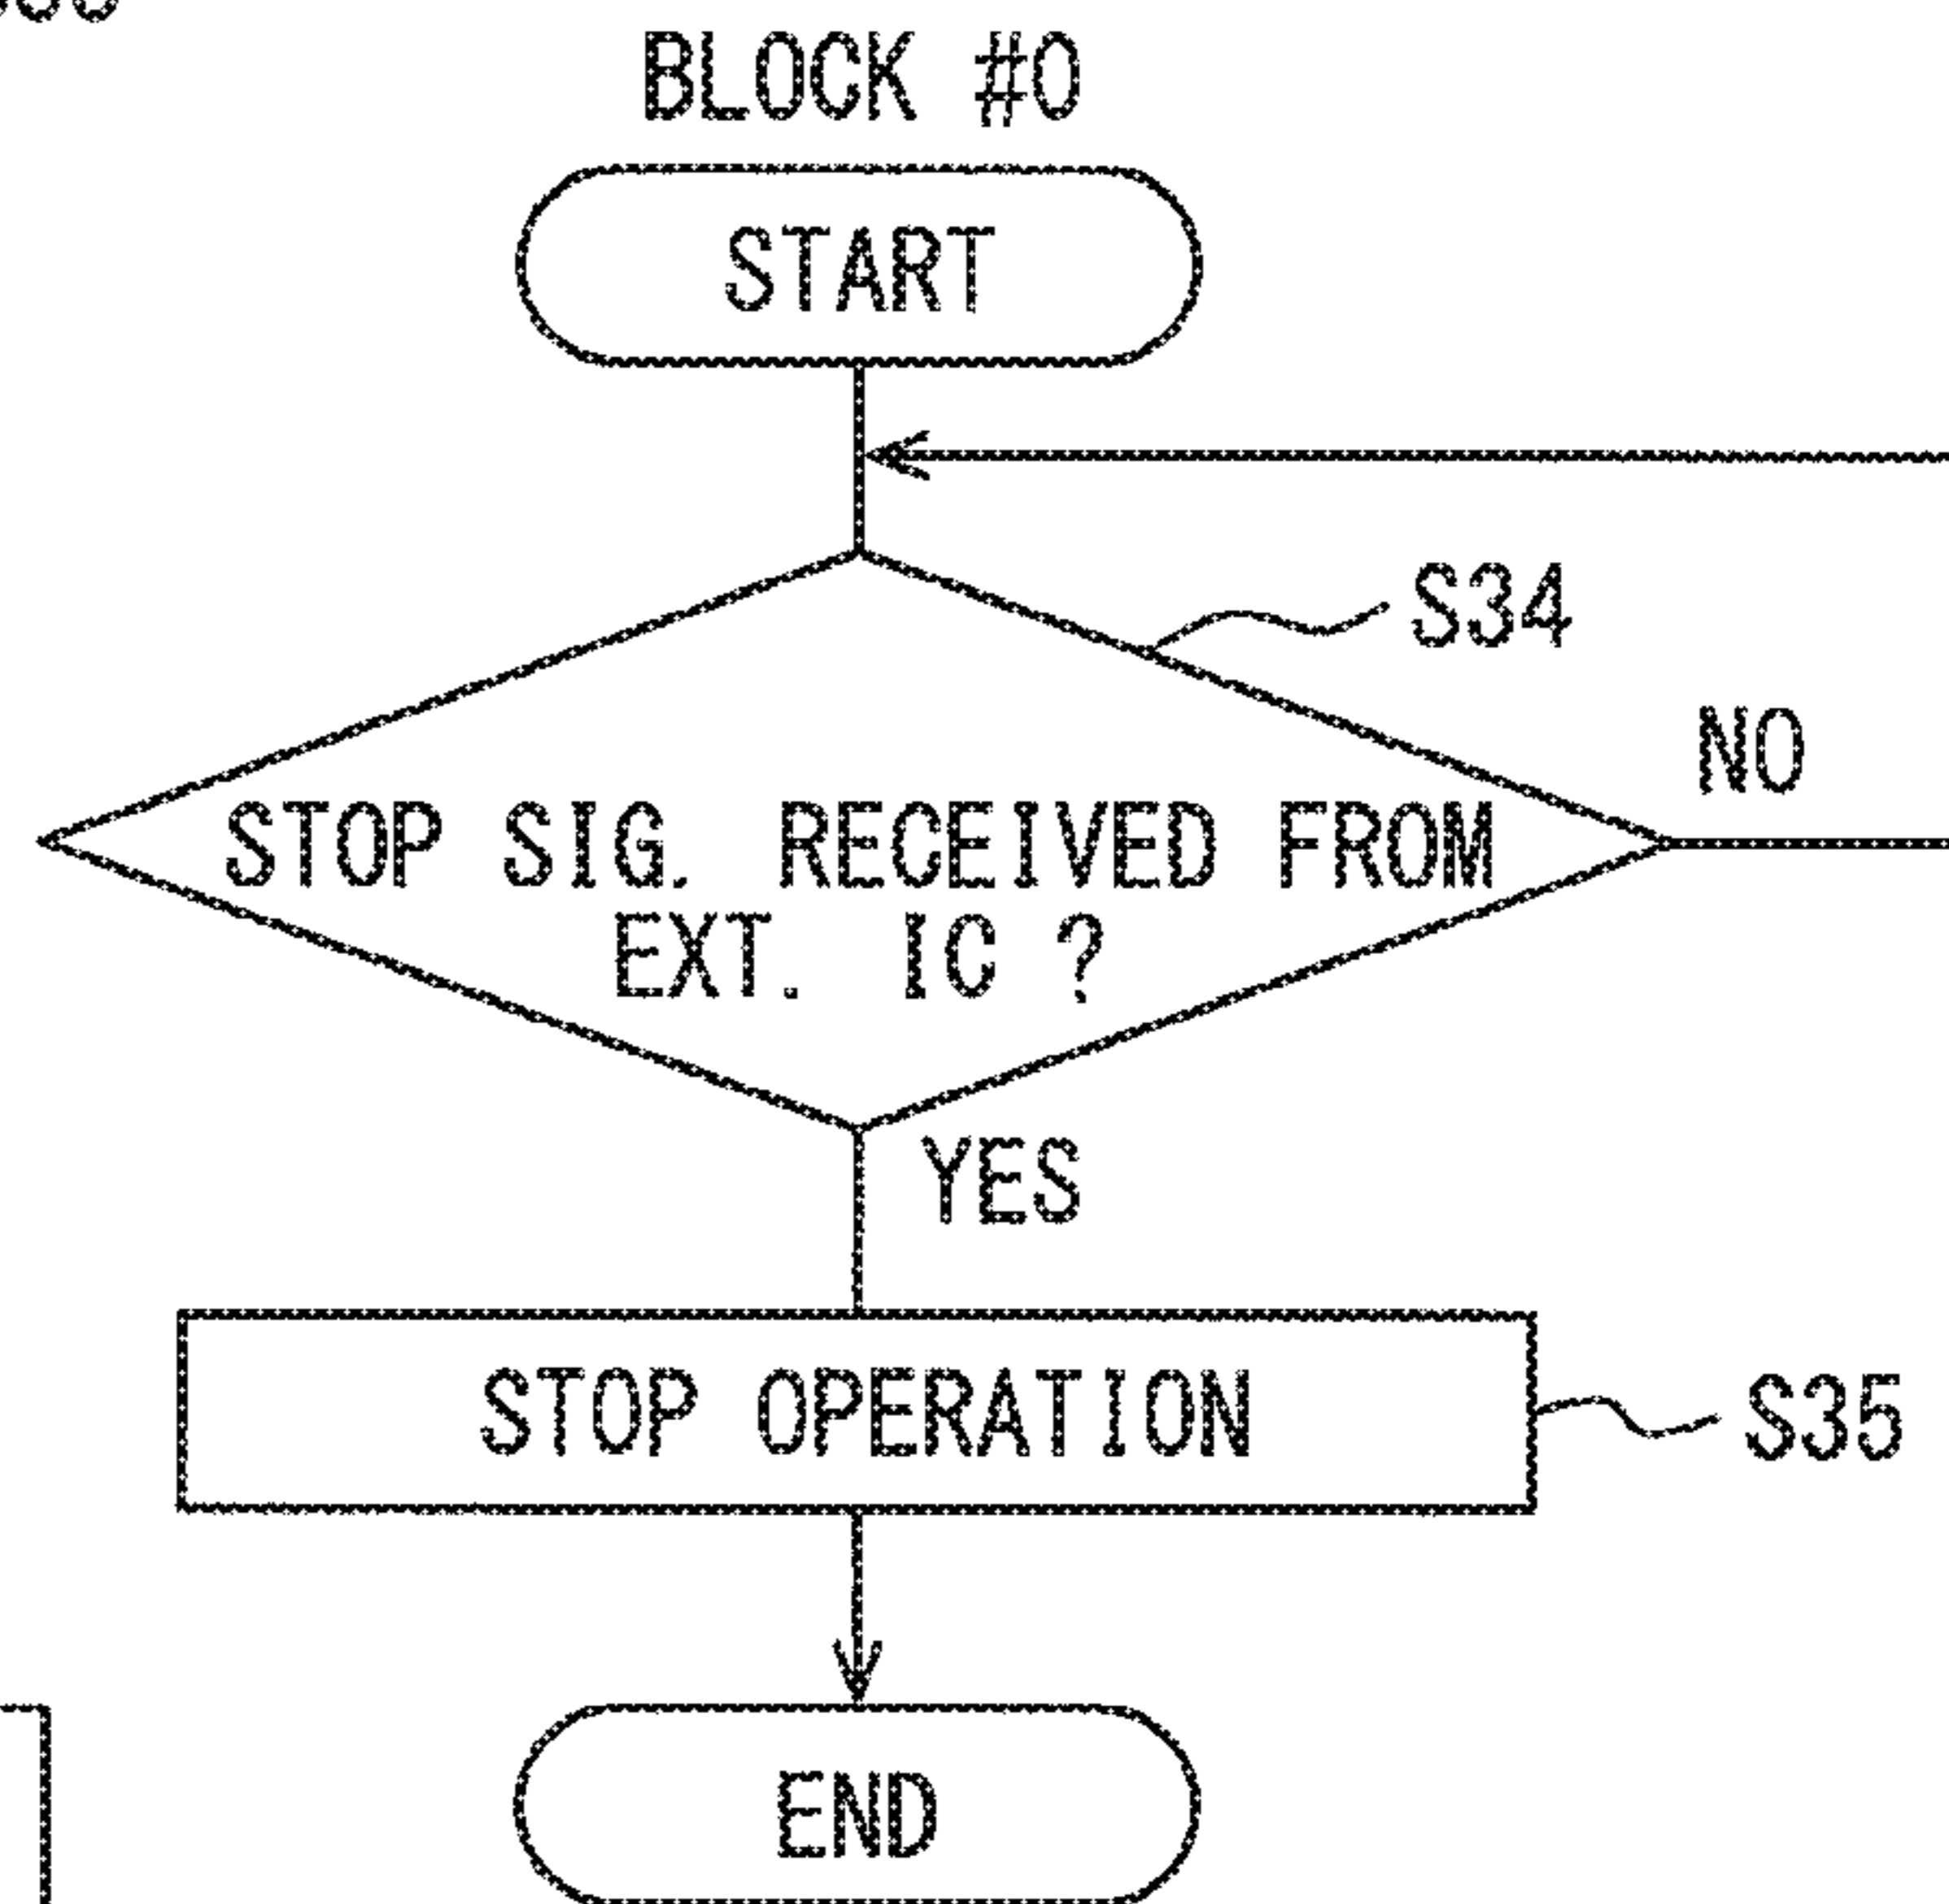 BLOCK #0
START
S34
NO
STOP SIG. RECEIVED FROM
EXT. IC ?
YES
STOP OPERATION
S35
END